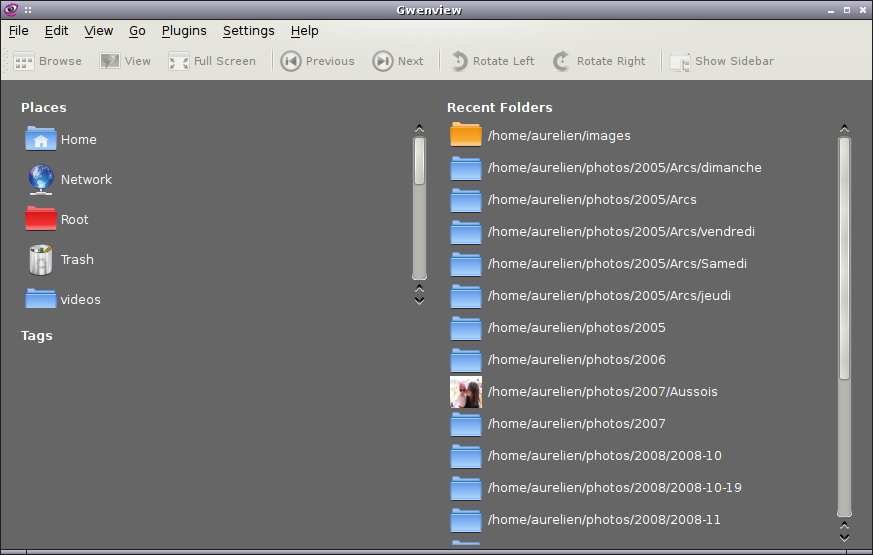 Gwenview
File Edit View Go Plugins Settings Help
Browse View Full Screen Previous Next Rotate Left Rotate Right Show Sidebar
Places
Home
Network
Root
Trash
videos
Tags
Recent Folders
/home/aurelien/images
/home/aurelien/photos/2005/Arcs/dimanche
/home/aurelien/photos/2005/Arcs
/home/aurelien/photos/2005/Arcs/vendredi
/home/aurelien/photos/2005/Arcs/Samedi
/home/aurelien/photos/2005/Arcs/jeudi
/home/aurelien/photos/2005
/home/aurelien/photos/2006
/home/aurelien/photos/2007/Aussois
/home/aurelien/photos/2007
/home/aurelien/photos/2008/2008-10
/home/aurelien/photos/2008/2008-10-19
/home/aurelien/photos/2008/2008-11